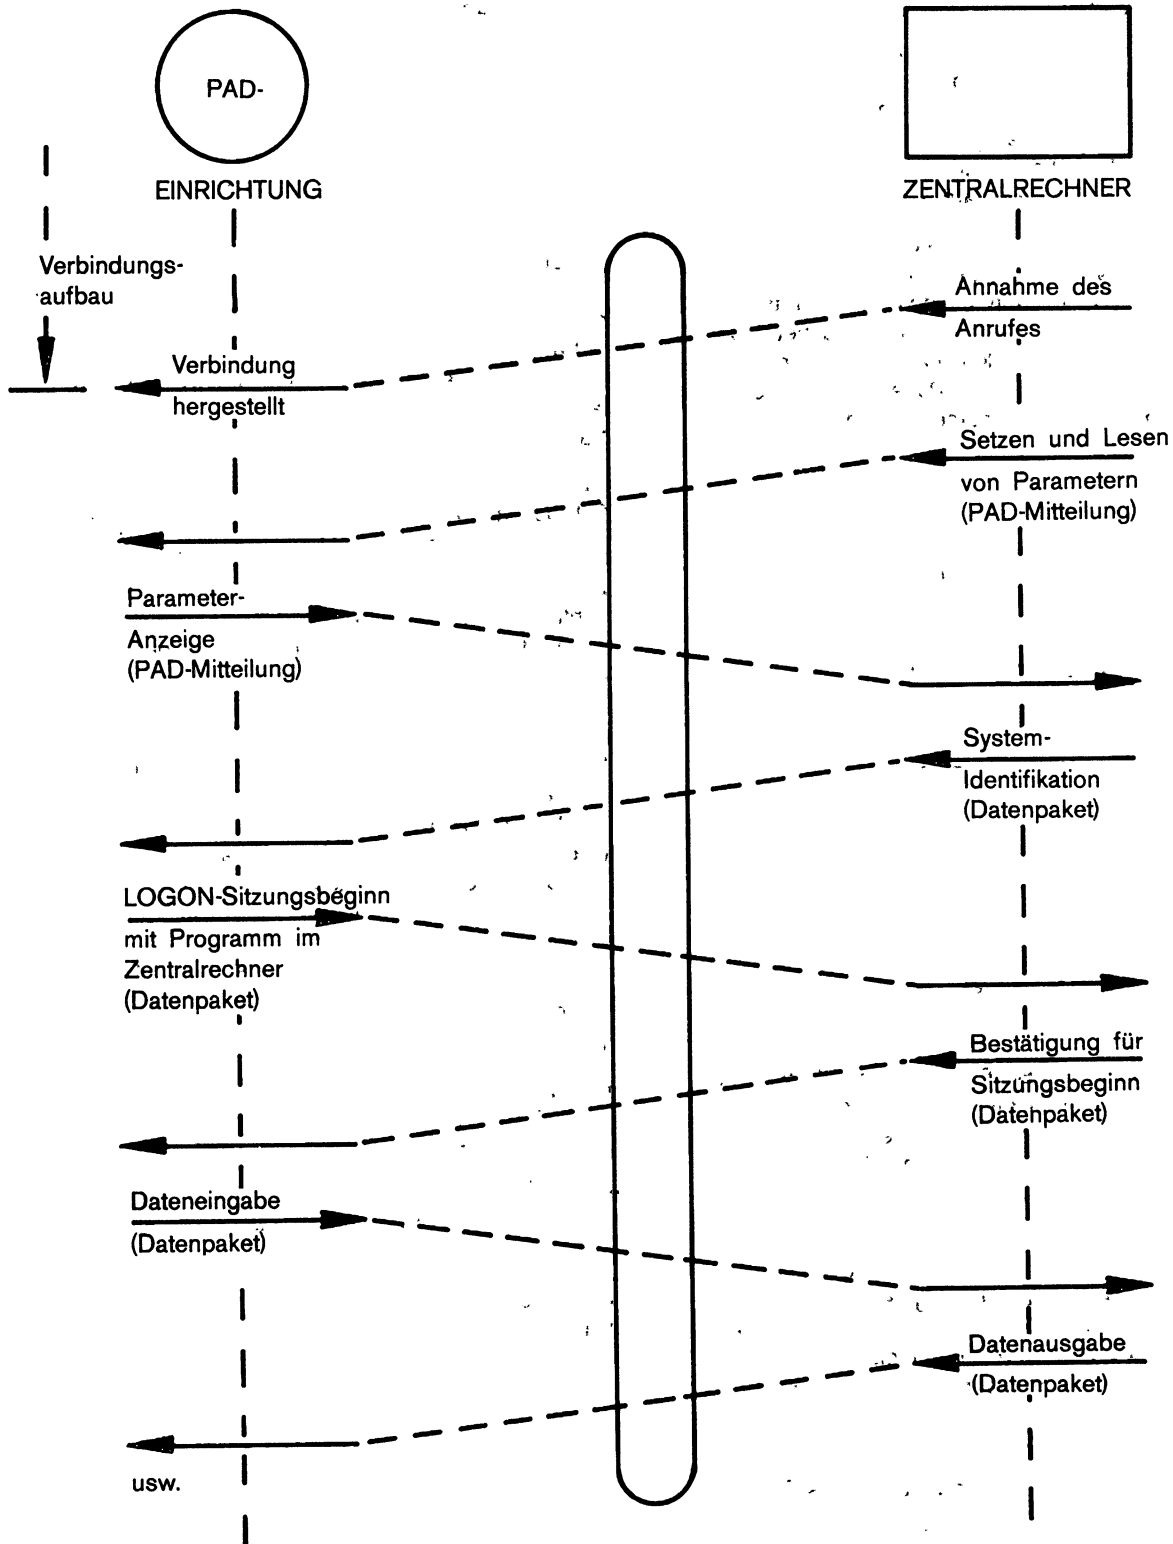 PAD-
EINRICHTUNG
ZENTRALRECHNER
Verbindungs-
aufbau
Annahme des
Anrufes
Verbindung
hergestellt
Setzen und Lesen
von Parametern
(PAD-Mitteilung)
Parameter-
Anzeige
(PAD-Mitteilung)
System-
Identifikation
(Datenpaket)
LOGON-Sitzungsbeginn
mit Programm im
Zentralrechner
(Datenpaket)
Bestätigung für
Sitzungsbeginn
(Datenpaket)
Dateneingabe
(Datenpaket)
Datenausgabe
(Datenpaket)
usw.